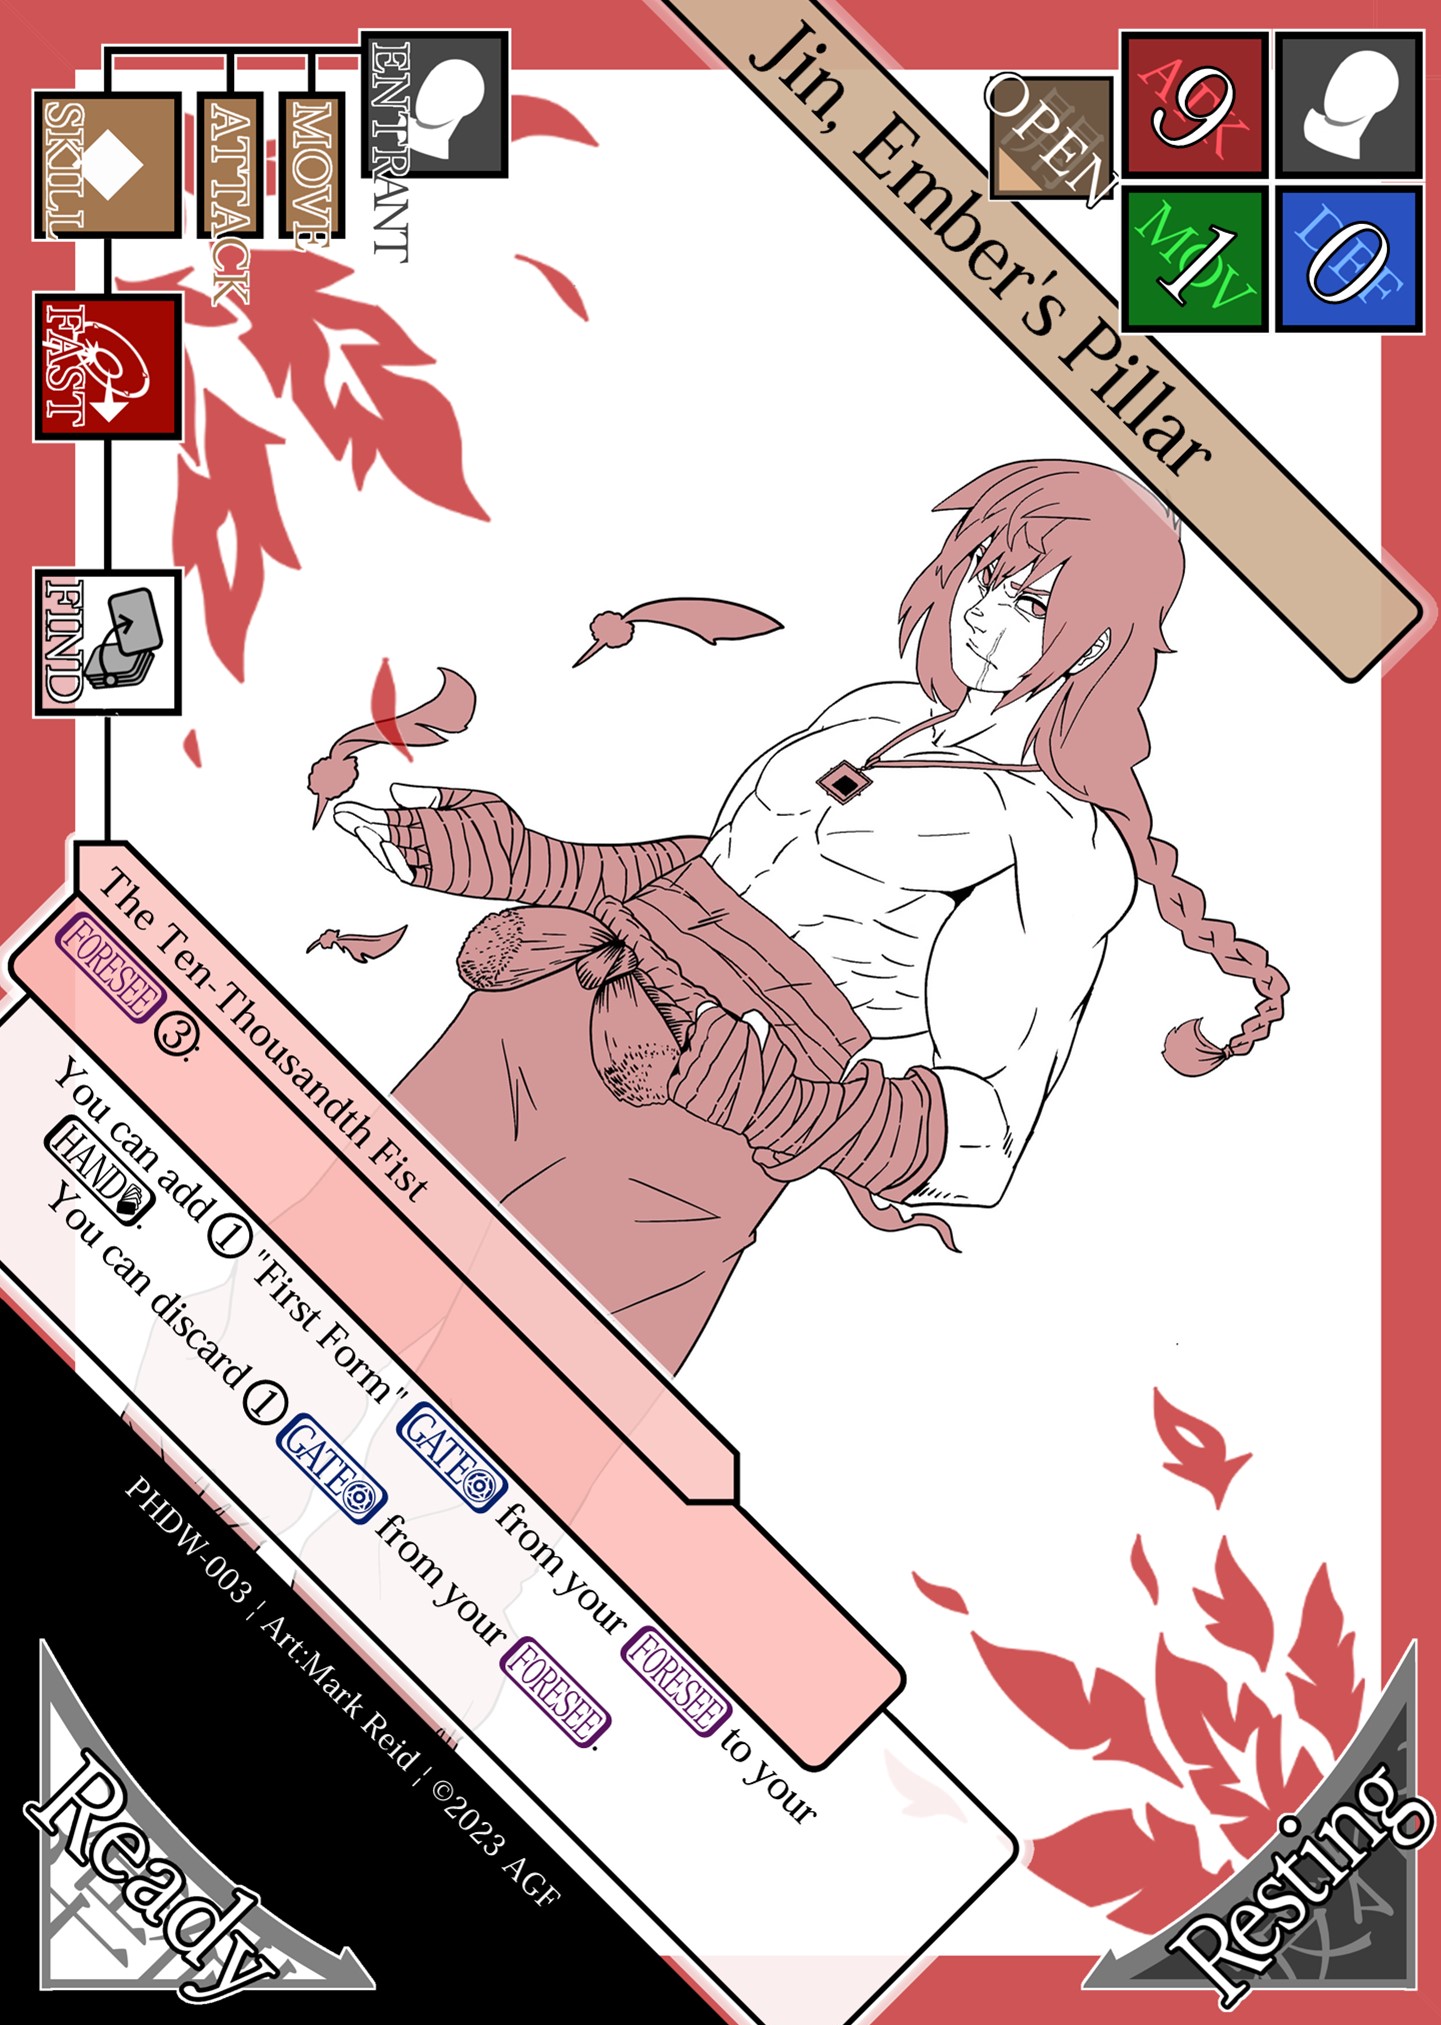 Jin, Ember's Pillar
OPEN
ATK 9
MOV 1
DEF 0
ENTRANT
MOVE
ATTACK
SKILL
FAST
FIND
The Ten-Thousandth Fist
FORESEE 3:
You can add 1 "First Form" GATE from your FORESEE to your
HAND.
You can discard 1 GATE from your FORESEE.
PHDW-003 ¦ Art:Mark Reid ¦ ©2023 AGF
Ready
Resting